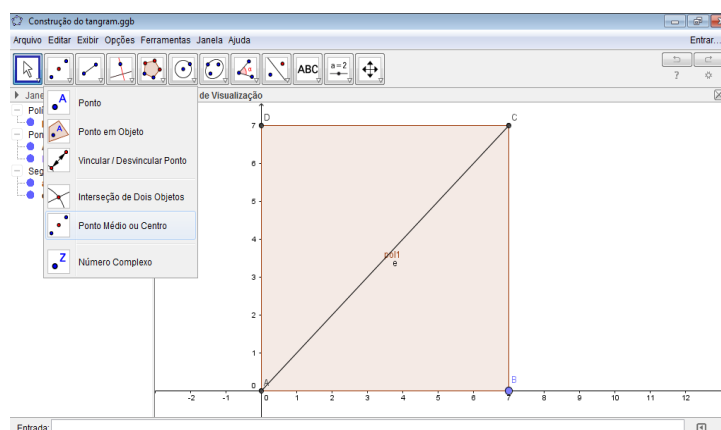 Construção do tangram.ggb
Arquivo Editar Exibir Opções Ferramentas Janela Ajuda
Entrar...
ABC a=2
?
Jane de Visualização
A Ponto
Polí
A Ponto em Objeto
Pon
Vincular / Desvincular Ponto
Seg
Interseção de Dois Objetos
Ponto Médio ou Centro
Z Número Complexo
D C
7
6
5
4
pol1
e
3
2
1
0 A B
-2 -1 0 1 2 3 4 5 6 7 8 9 10 11 12
Entrada: